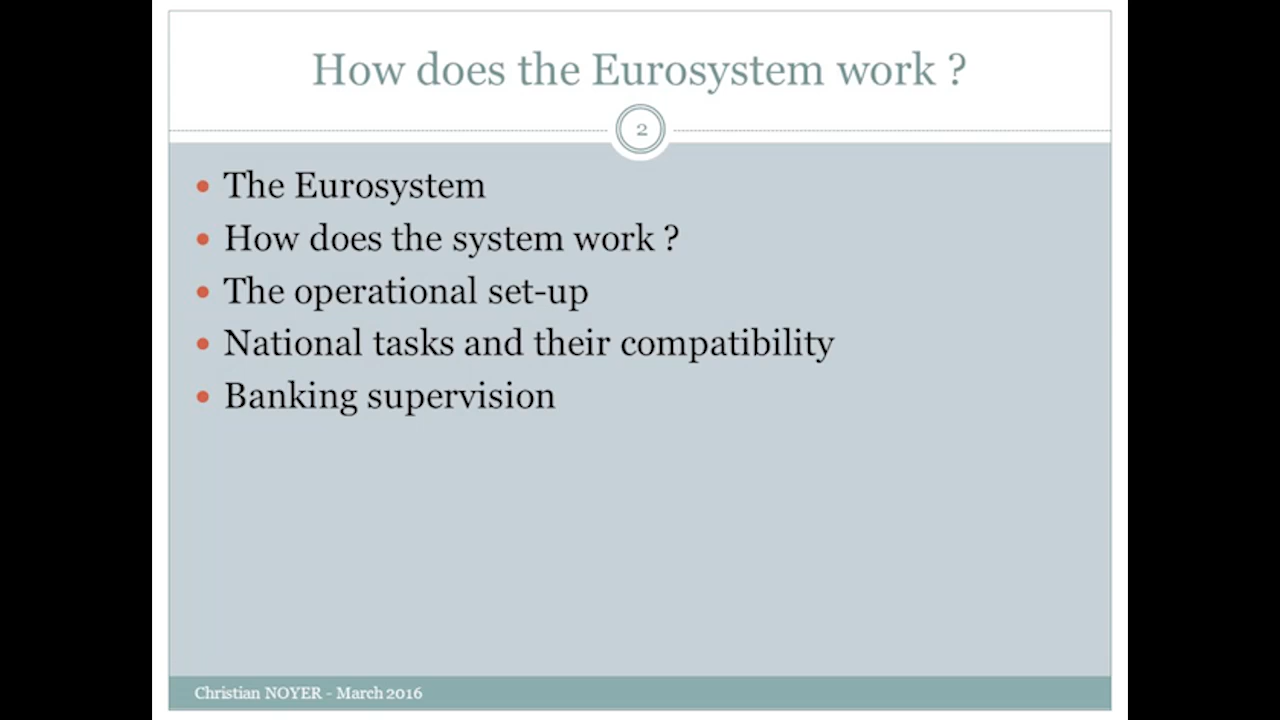 How does the Eurosystem work ?
2
The Eurosystem
How does the system work ?
The operational set-up
National tasks and their compatibility
Banking supervision
Christian NOYER - March 2016